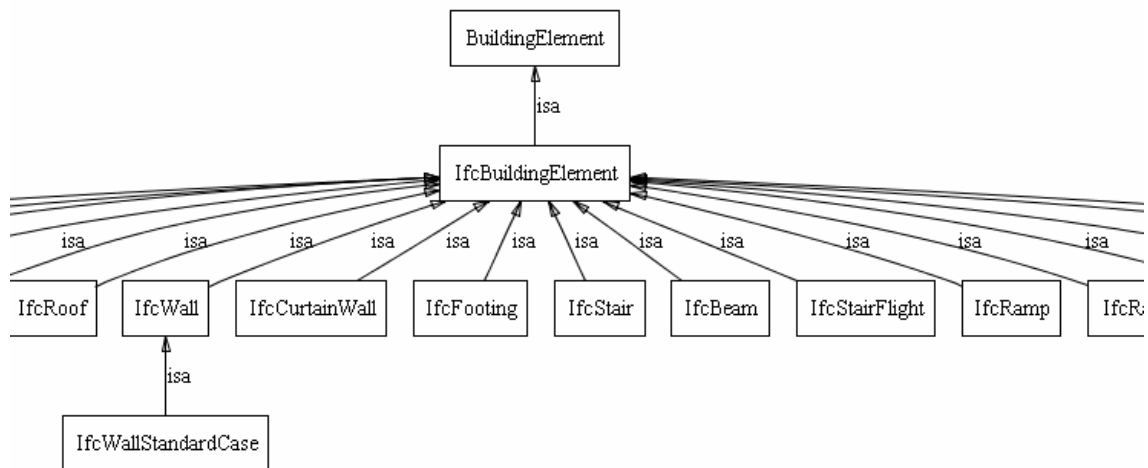 BuildingElement
isa
IfcBuildingElement
isa isa isa isa isa isa isa isa isa isa isa
IfcRoof IfcWall IfcCurtainWall IfcFooting IfcStair IfcBeam IfcStairFlight IfcRamp IfcRa
isa
IfcWallStandardCase